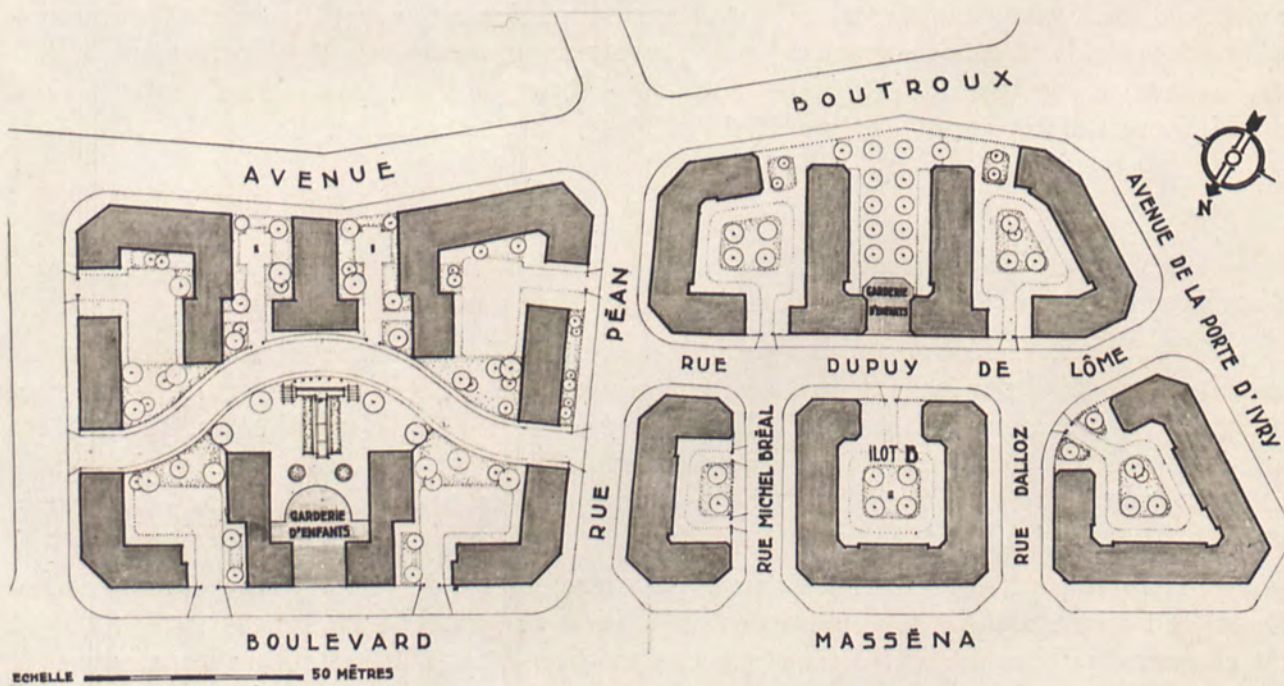 AVENUE
BOUTROUX
N
AVENUE DE LA PORTE D'IVRY
RUE PÉAN
GARDERIE
D'ENFANTS
RUE DUPUY DE LÔME
ILOT B
RUE MICHEL BRÉAL
RUE DALLOZ
GARDERIE
D'ENFANTS
BOULEVARD
MASSÉNA
ECHELLE 50 MÈTRES